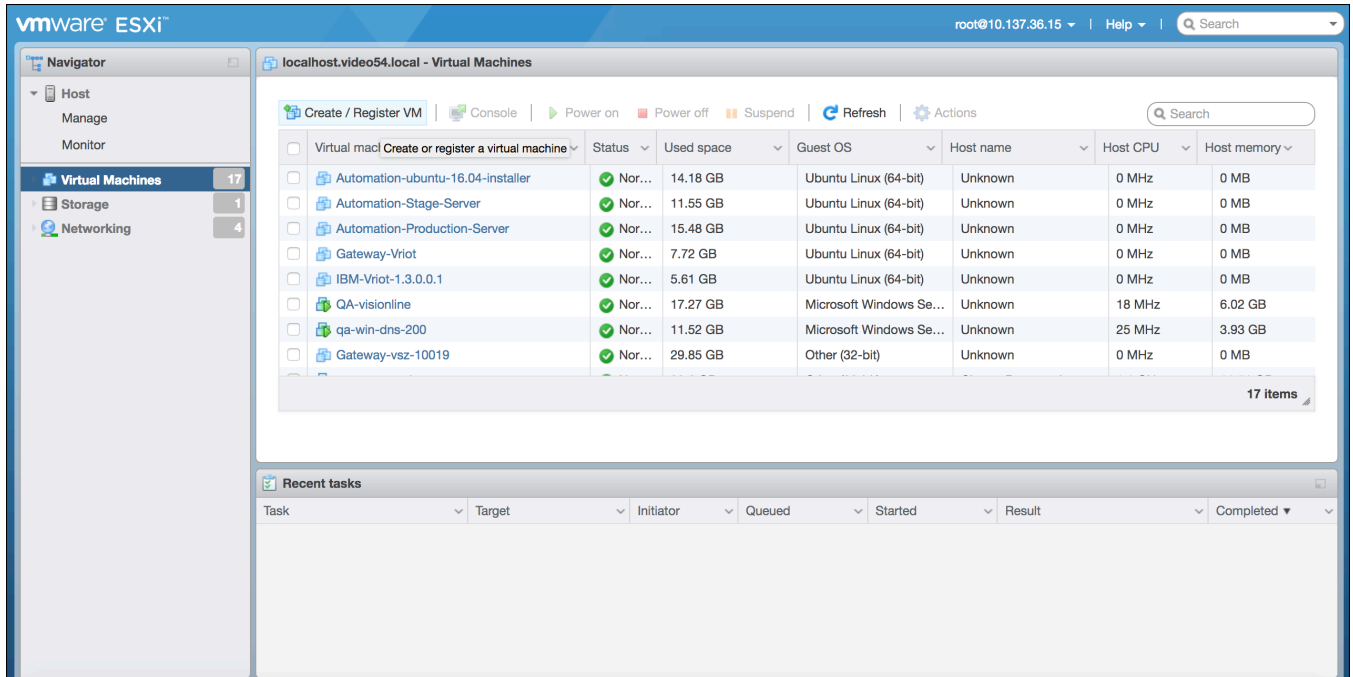 vmware ESXi™
root@10.137.36.15 | Help | Search
Navigator
Host
Manage
Monitor
Virtual Machines 17
Storage 1
Networking 4
localhost.video54.local - Virtual Machines
Create / Register VM | Console | Power on Power off Suspend | Refresh | Actions Search
Virtual mac Create or register a virtual machine Status Used space Guest OS Host name Host CPU Host memory
Automation-ubuntu-16.04-installer Nor... 14.18 GB Ubuntu Linux (64-bit) Unknown 0 MHz 0 MB
Automation-Stage-Server Nor... 11.55 GB Ubuntu Linux (64-bit) Unknown 0 MHz 0 MB
Automation-Production-Server Nor... 15.48 GB Ubuntu Linux (64-bit) Unknown 0 MHz 0 MB
Gateway-Vriot Nor... 7.72 GB Ubuntu Linux (64-bit) Unknown 0 MHz 0 MB
IBM-Vriot-1.3.0.0.1 Nor... 5.61 GB Ubuntu Linux (64-bit) Unknown 0 MHz 0 MB
QA-visionline Nor... 17.27 GB Microsoft Windows Se... Unknown 18 MHz 6.02 GB
qa-win-dns-200 Nor... 11.52 GB Microsoft Windows Se... Unknown 25 MHz 3.93 GB
Gateway-vsz-10019 Nor... 29.85 GB Other (32-bit) Unknown 0 MHz 0 MB
17 items
Recent tasks
Task Target Initiator Queued Started Result Completed ▼